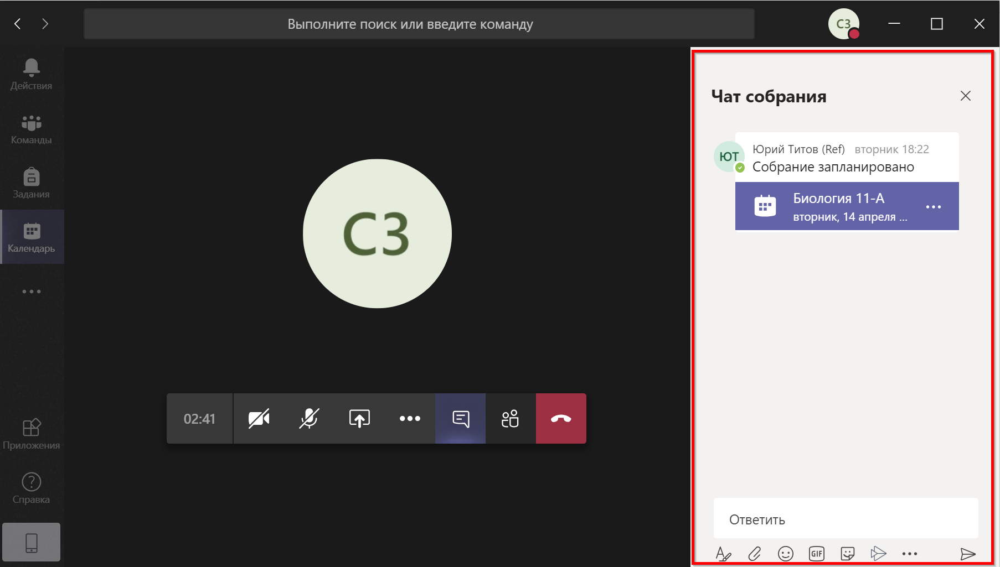 Выполните поиск или введите команду
СЗ
Действия
Команды
Задания
Календарь
Приложения
Справка
СЗ
02:41
Чат собрания
ЮТ
Юрий Титов (Ref) вторник 18:22
Собрание запланировано
Биология 11-А
вторник, 14 апреля ...
Ответить
GIF